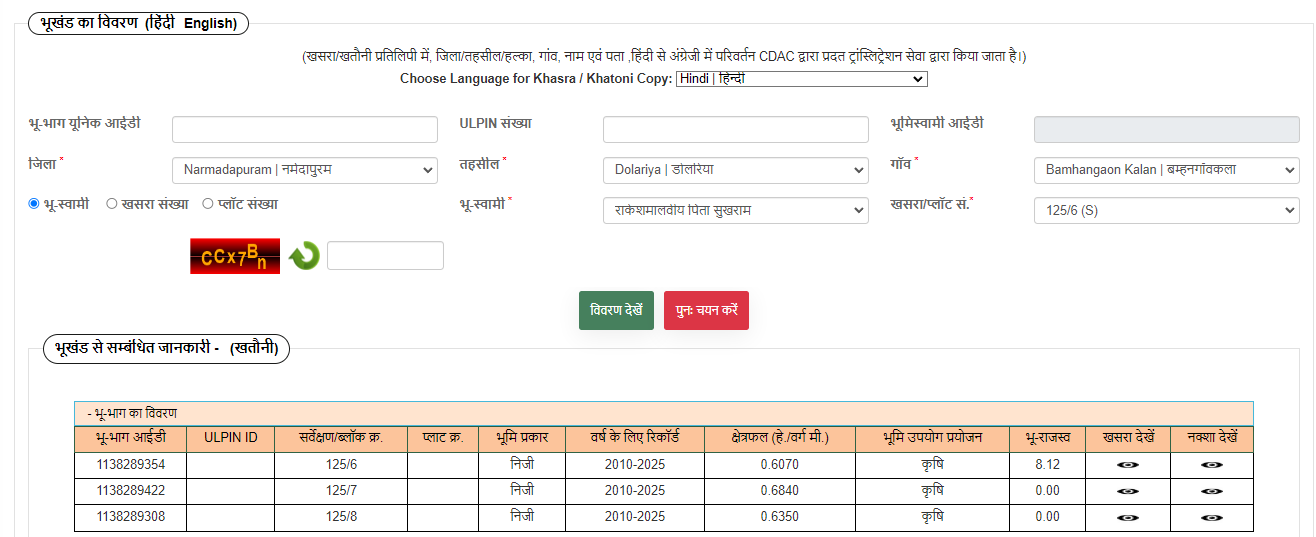 भूखंड का विवरण (हिंदी English)
(खसरा/खतौनी प्रतिलिपी में, जिला/तहसील/हल्का, गांव, नाम एवं पता ,हिंदी से अंग्रेजी में परिवर्तन CDAC द्वारा प्रदत ट्रांस्लिट्रेशन सेवा द्वारा किया जाता है।)
Choose Language for Khasra / Khatoni Copy: Hindi | हिन्दी
भू-भाग यूनिक आईडी ULPIN संख्या भूमिस्वामी आईडी
जिला * Narmadapuram | नर्मदापुरम तहसील * Dolariya | डोलरिया गाँव * Bamhangaon Kalan | बम्हनगाँवकला
भू-स्वामी खसरा संख्या प्लॉट संख्या भू-स्वामी * राकेशमालवीय पिता सुखराम खसरा/प्लॉट सं.* 125/6 (S)
CCx7Bn
विवरण देखें पुनः चयन करें
भूखंड से सम्बंधित जानकारी - (खतौनी)
- भू-भाग का विवरण
भू-भाग आईडी ULPIN ID सर्वेक्षण/ब्लॉक क्र. प्लाट क्र. भूमि प्रकार वर्ष के लिए रिकॉर्ड क्षेत्रफल (हे./वर्ग मी.) भूमि उपयोग प्रयोजन भू-राजस्व खसरा देखें नक्शा देखें
1138289354 125/6 निजी 2010-2025 0.6070 कृषि 8.12
1138289422 125/7 निजी 2010-2025 0.6840 कृषि 0.00
1138289308 125/8 निजी 2010-2025 0.6350 कृषि 0.00